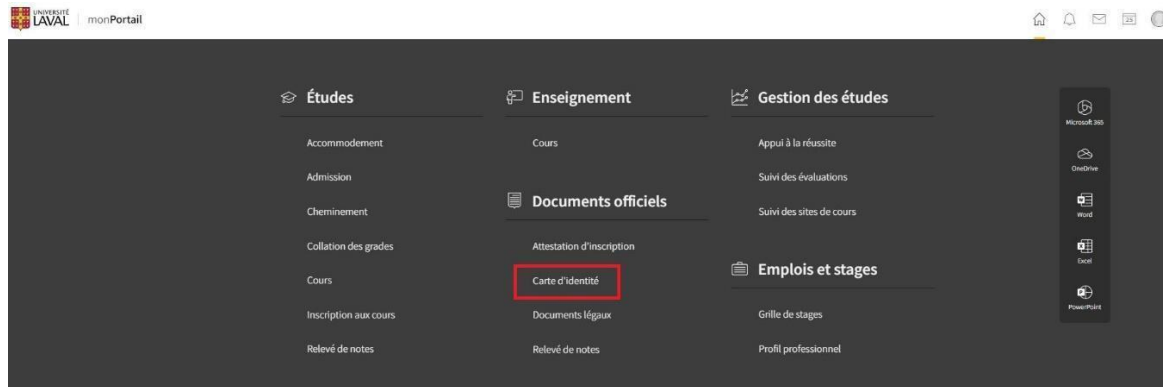 UNIVERSITÉ
LAVAL
monPortail
25
Études
Accommodement
Admission
Cheminement
Collation des grades
Cours
Inscription aux cours
Relevé de notes
Enseignement
Cours
Documents officiels
Attestation d'inscription
Carte d'identité
Documents légaux
Relevé de notes
Gestion des études
Appui à la réussite
Suivi des évaluations
Suivi des sites de cours
Emplois et stages
Grille de stages
Profil professionnel
Microsoft 365
OneDrive
Word
Excel
PowerPoint